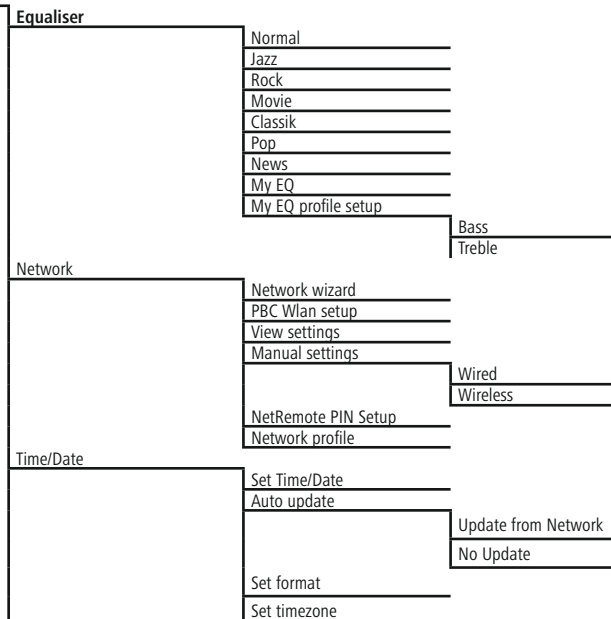 Equaliser
Normal
Jazz
Rock
Movie
Classik
Pop
News
My EQ
My EQ profile setup
Bass
Treble
Network
Network wizard
PBC Wlan setup
View settings
Manual settings
Wired
Wireless
NetRemote PIN Setup
Network profile
Time/Date
Set Time/Date
Auto update
Update from Network
No Update
Set format
Set timezone